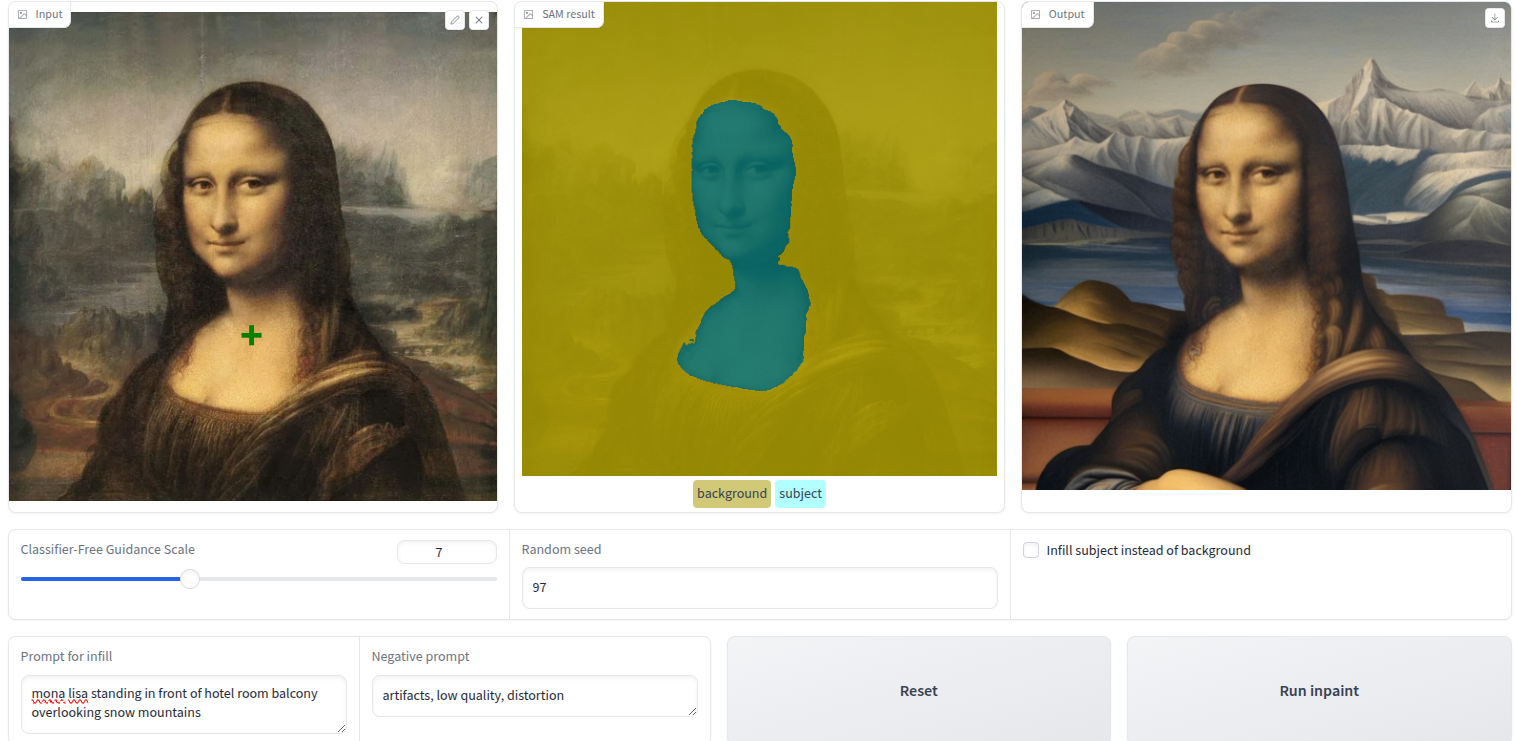 Input
SAM result
Output
background
subject
Classifier-Free Guidance Scale
7
Random seed
97
Infill subject instead of background
Prompt for infill
mona lisa standing in front of hotel room balcony
overlooking snow mountains
Negative prompt
artifacts, low quality, distortion
Reset
Run inpaint